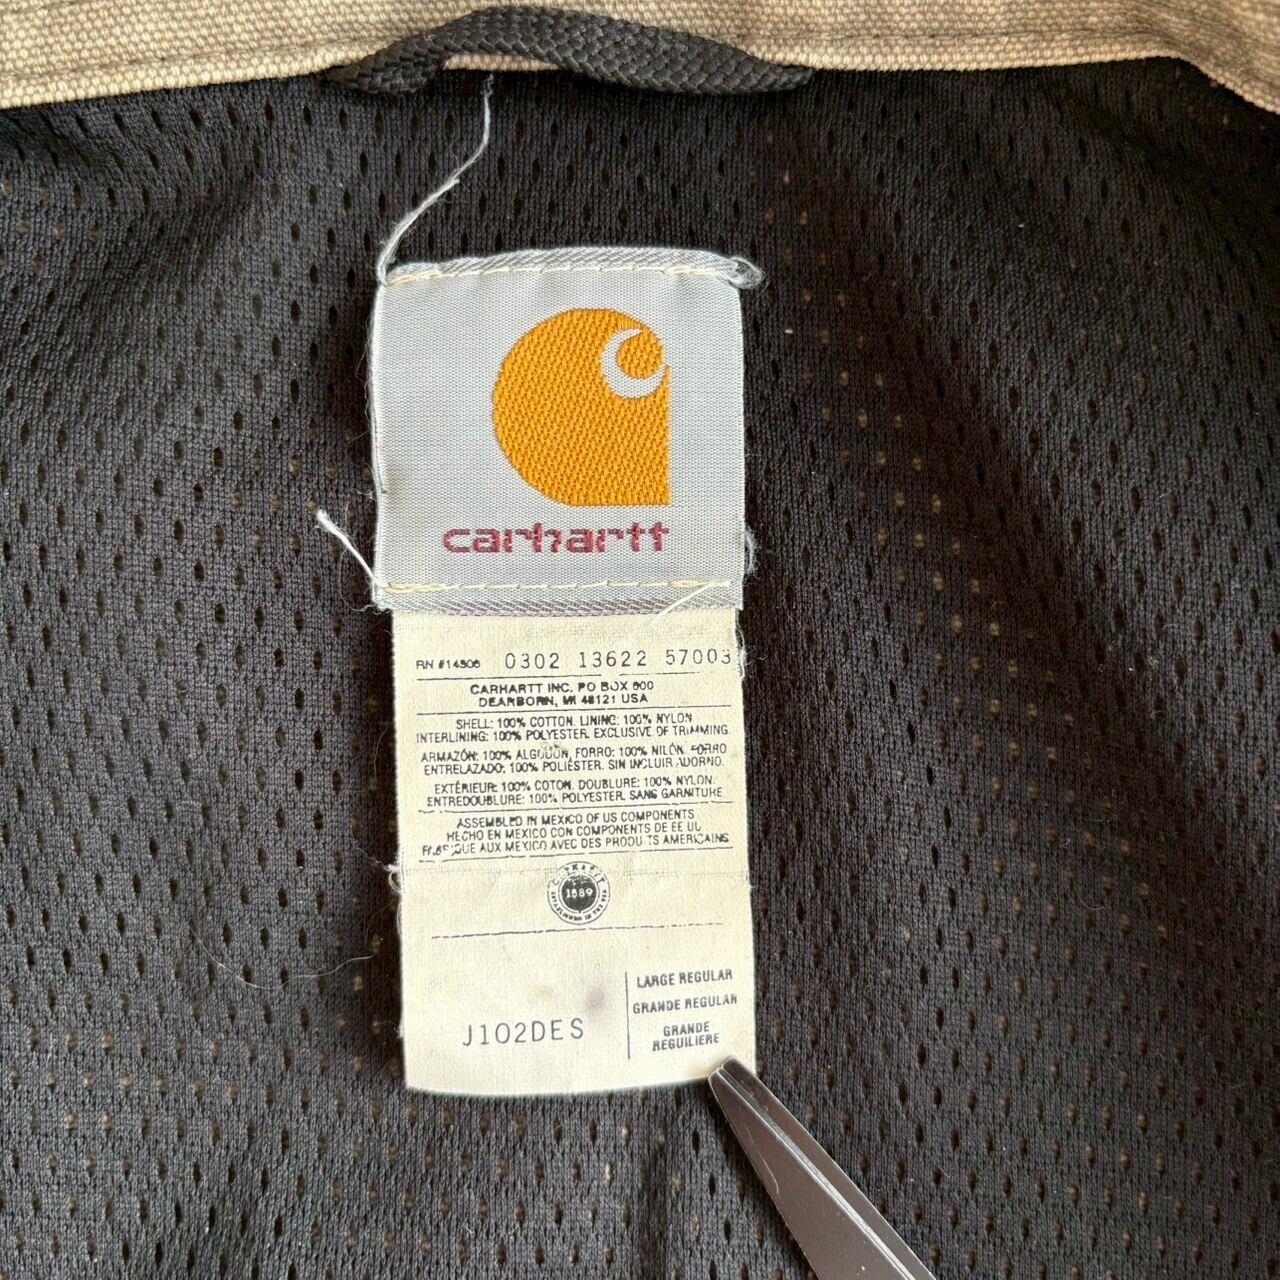 carhartt
RN #14806 0302 13622 57003
CARHARTT INC. PO BOX 600
DEARBORN, MI 48121 USA
SHELL: 100% COTTON. LINING: 100% NYLON
INTERLINING: 100% POLYESTER. EXCLUSIVE OF TRIMMING
ARMAZÓN: 100% ALGODON, FORRO: 100% NILÓN. FORRO
ENTRELAZADO: 100% POLIÉSTER. SIN INCLUIR ADORNO.
EXTÉRIEUR: 100% COTON. DOUBLURE: 100% NYLON.
ENTREDOUBLURE: 100% POLYESTER. SANS GARNITURE
ASSEMBLED IN MEXICO OF US COMPONENTS
HECHO EN MEXICO CON COMPONENTS DE EE UU
AUX MEXICO AVEC DES PRODUITS AMERICAINS
1889
LARGE REGULAR
GRANDE REGULAR
GRANDE
REGUILIERE
J102DES